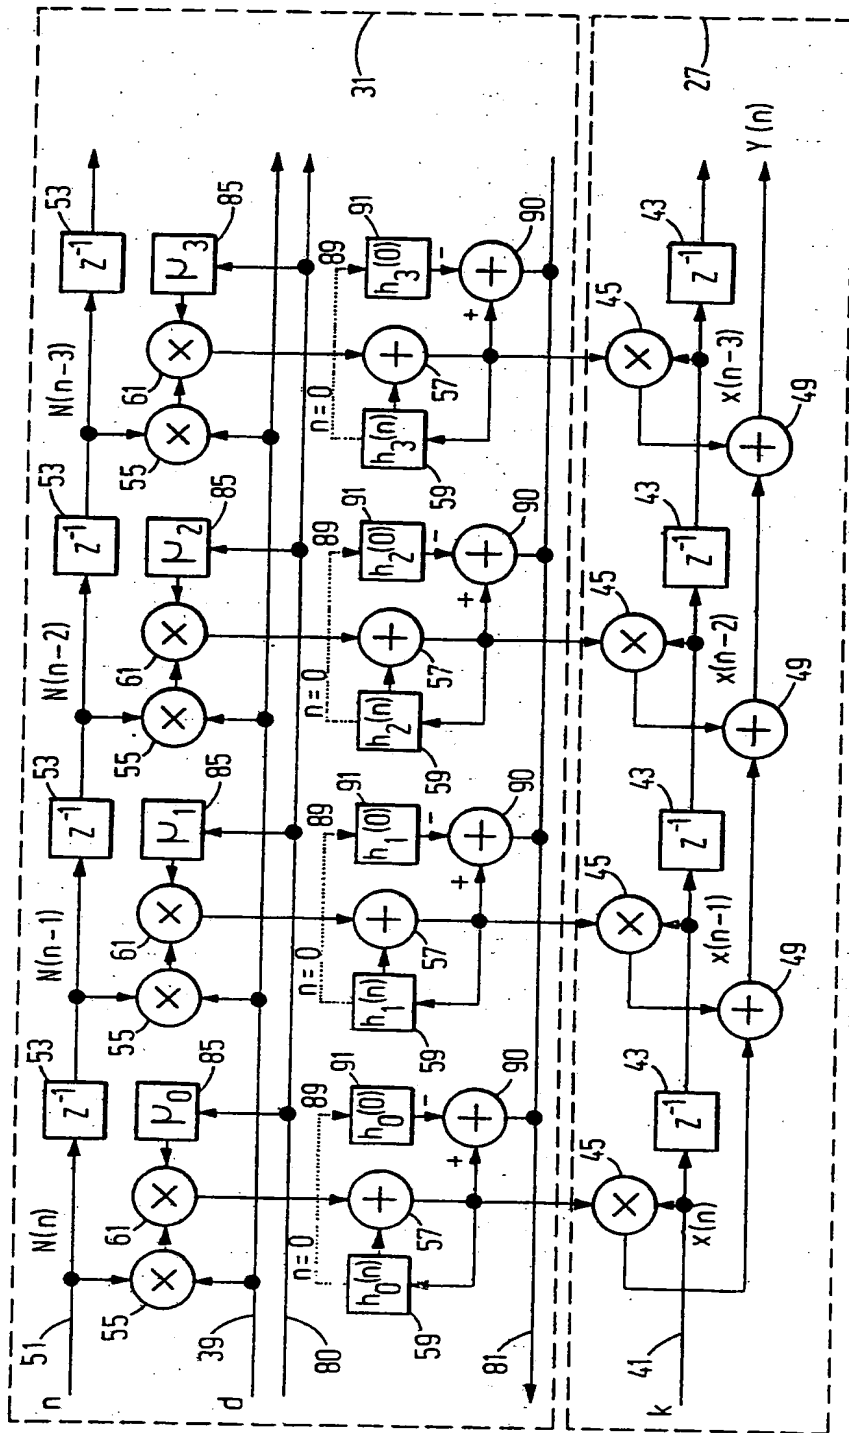 53 53 53 53
51 N(n) N(n-1) N(n-2) N(n-3)
n Z⁻¹ Z⁻¹ Z⁻¹ Z⁻¹
55 61 85 55 61 85 55 61 85 55 61 85
× × μ₀ × × μ₁ × × μ₂ × × μ₃
39
d
80
n=0 89 n=0 89 n=0 89 n=0 89
91 91 91 91
h₀(n) + h₀(0) h₁(n) + h₁(0) h₂(n) + h₂(0) h₃(n) + h₃(0)
59 57 59 57 59 57 59 57
- - - -
+ + 90 + + 90 + + 90 + + 90
81
31
45 45 45 45
× × × ×
43 43 43 43
41 x(n) x(n-1) x(n-2) x(n-3)
k Z⁻¹ Z⁻¹ Z⁻¹ Z⁻¹
27
+ + +
49 49 49
Y(n)